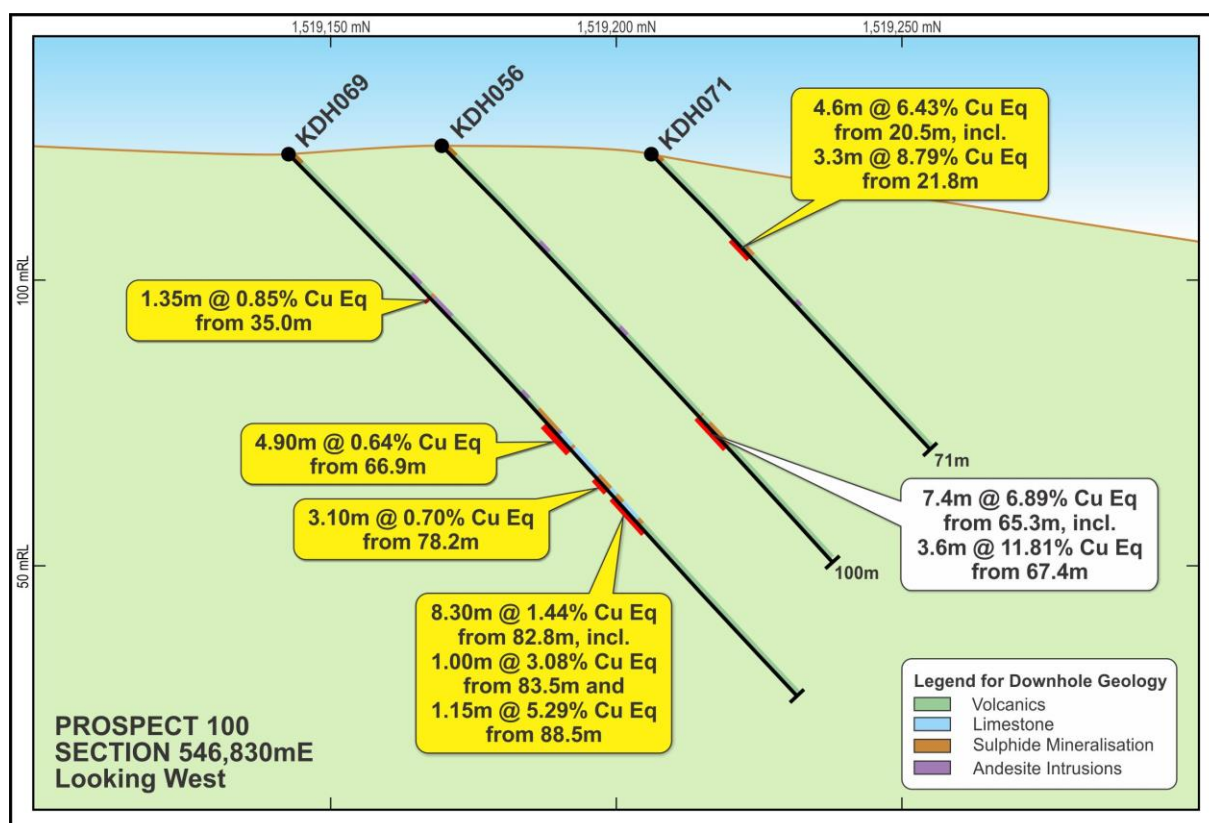 1,519,150 mN
1,519,200 mN
1,519,250 mN
KDH069
KDH056
KDH071
4.6m @ 6.43% Cu Eq
from 20.5m, incl.
3.3m @ 8.79% Cu Eq
from 21.8m
100 mRL
1.35m @ 0.85% Cu Eq
from 35.0m
4.90m @ 0.64% Cu Eq
from 66.9m
71m
3.10m @ 0.70% Cu Eq
from 78.2m
7.4m @ 6.89% Cu Eq
from 65.3m, incl.
3.6m @ 11.81% Cu Eq
from 67.4m
50 mRL
100m
8.30m @ 1.44% Cu Eq
from 82.8m, incl.
1.00m @ 3.08% Cu Eq
from 83.5m and
1.15m @ 5.29% Cu Eq
from 88.5m
PROSPECT 100
SECTION 546,830mE
Looking West
Legend for Downhole Geology
Volcanics
Limestone
Sulphide Mineralisation
Andesite Intrusions